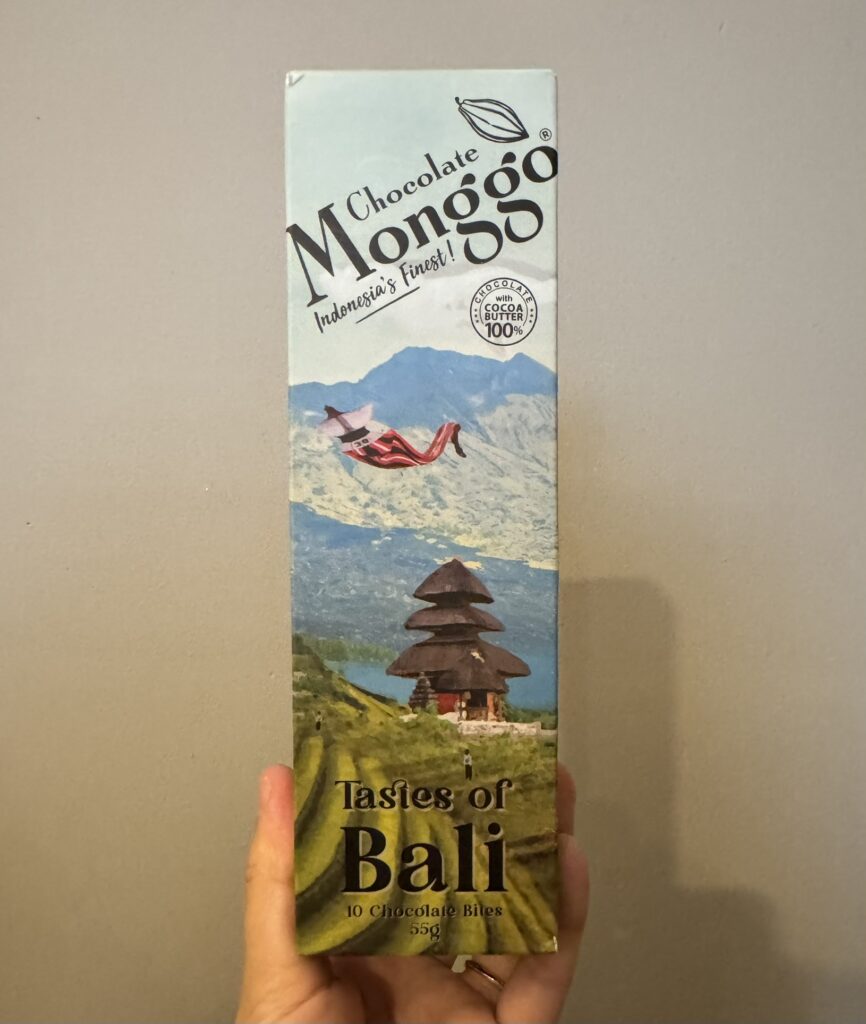 Chocolate
Monggo®
Indonesia's Finest!
CHOCOLATE
with
COCOA
BUTTER
100%
Tastes of
Bali
10 Chocolate Bites
55g